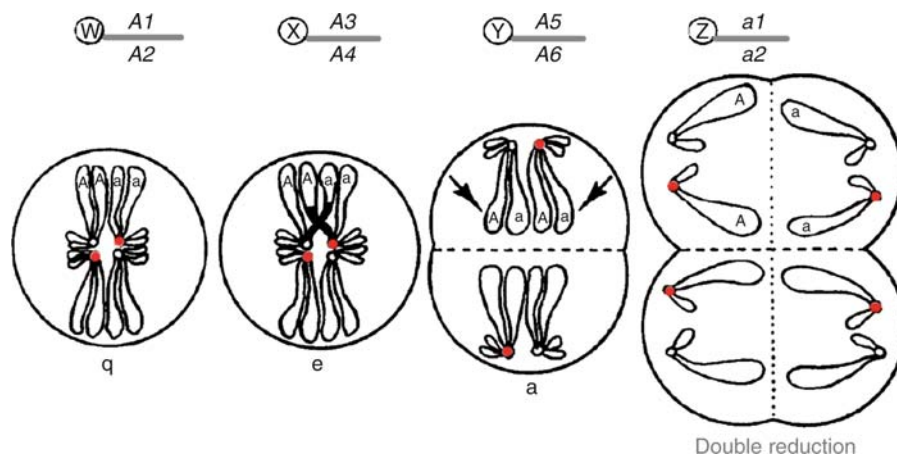 W A1 X A3 Y A5 Z a1
A2 A4 A6 a2
A A a a
A A a a
A a A a
A a
A a
q
e
a
Double reduction